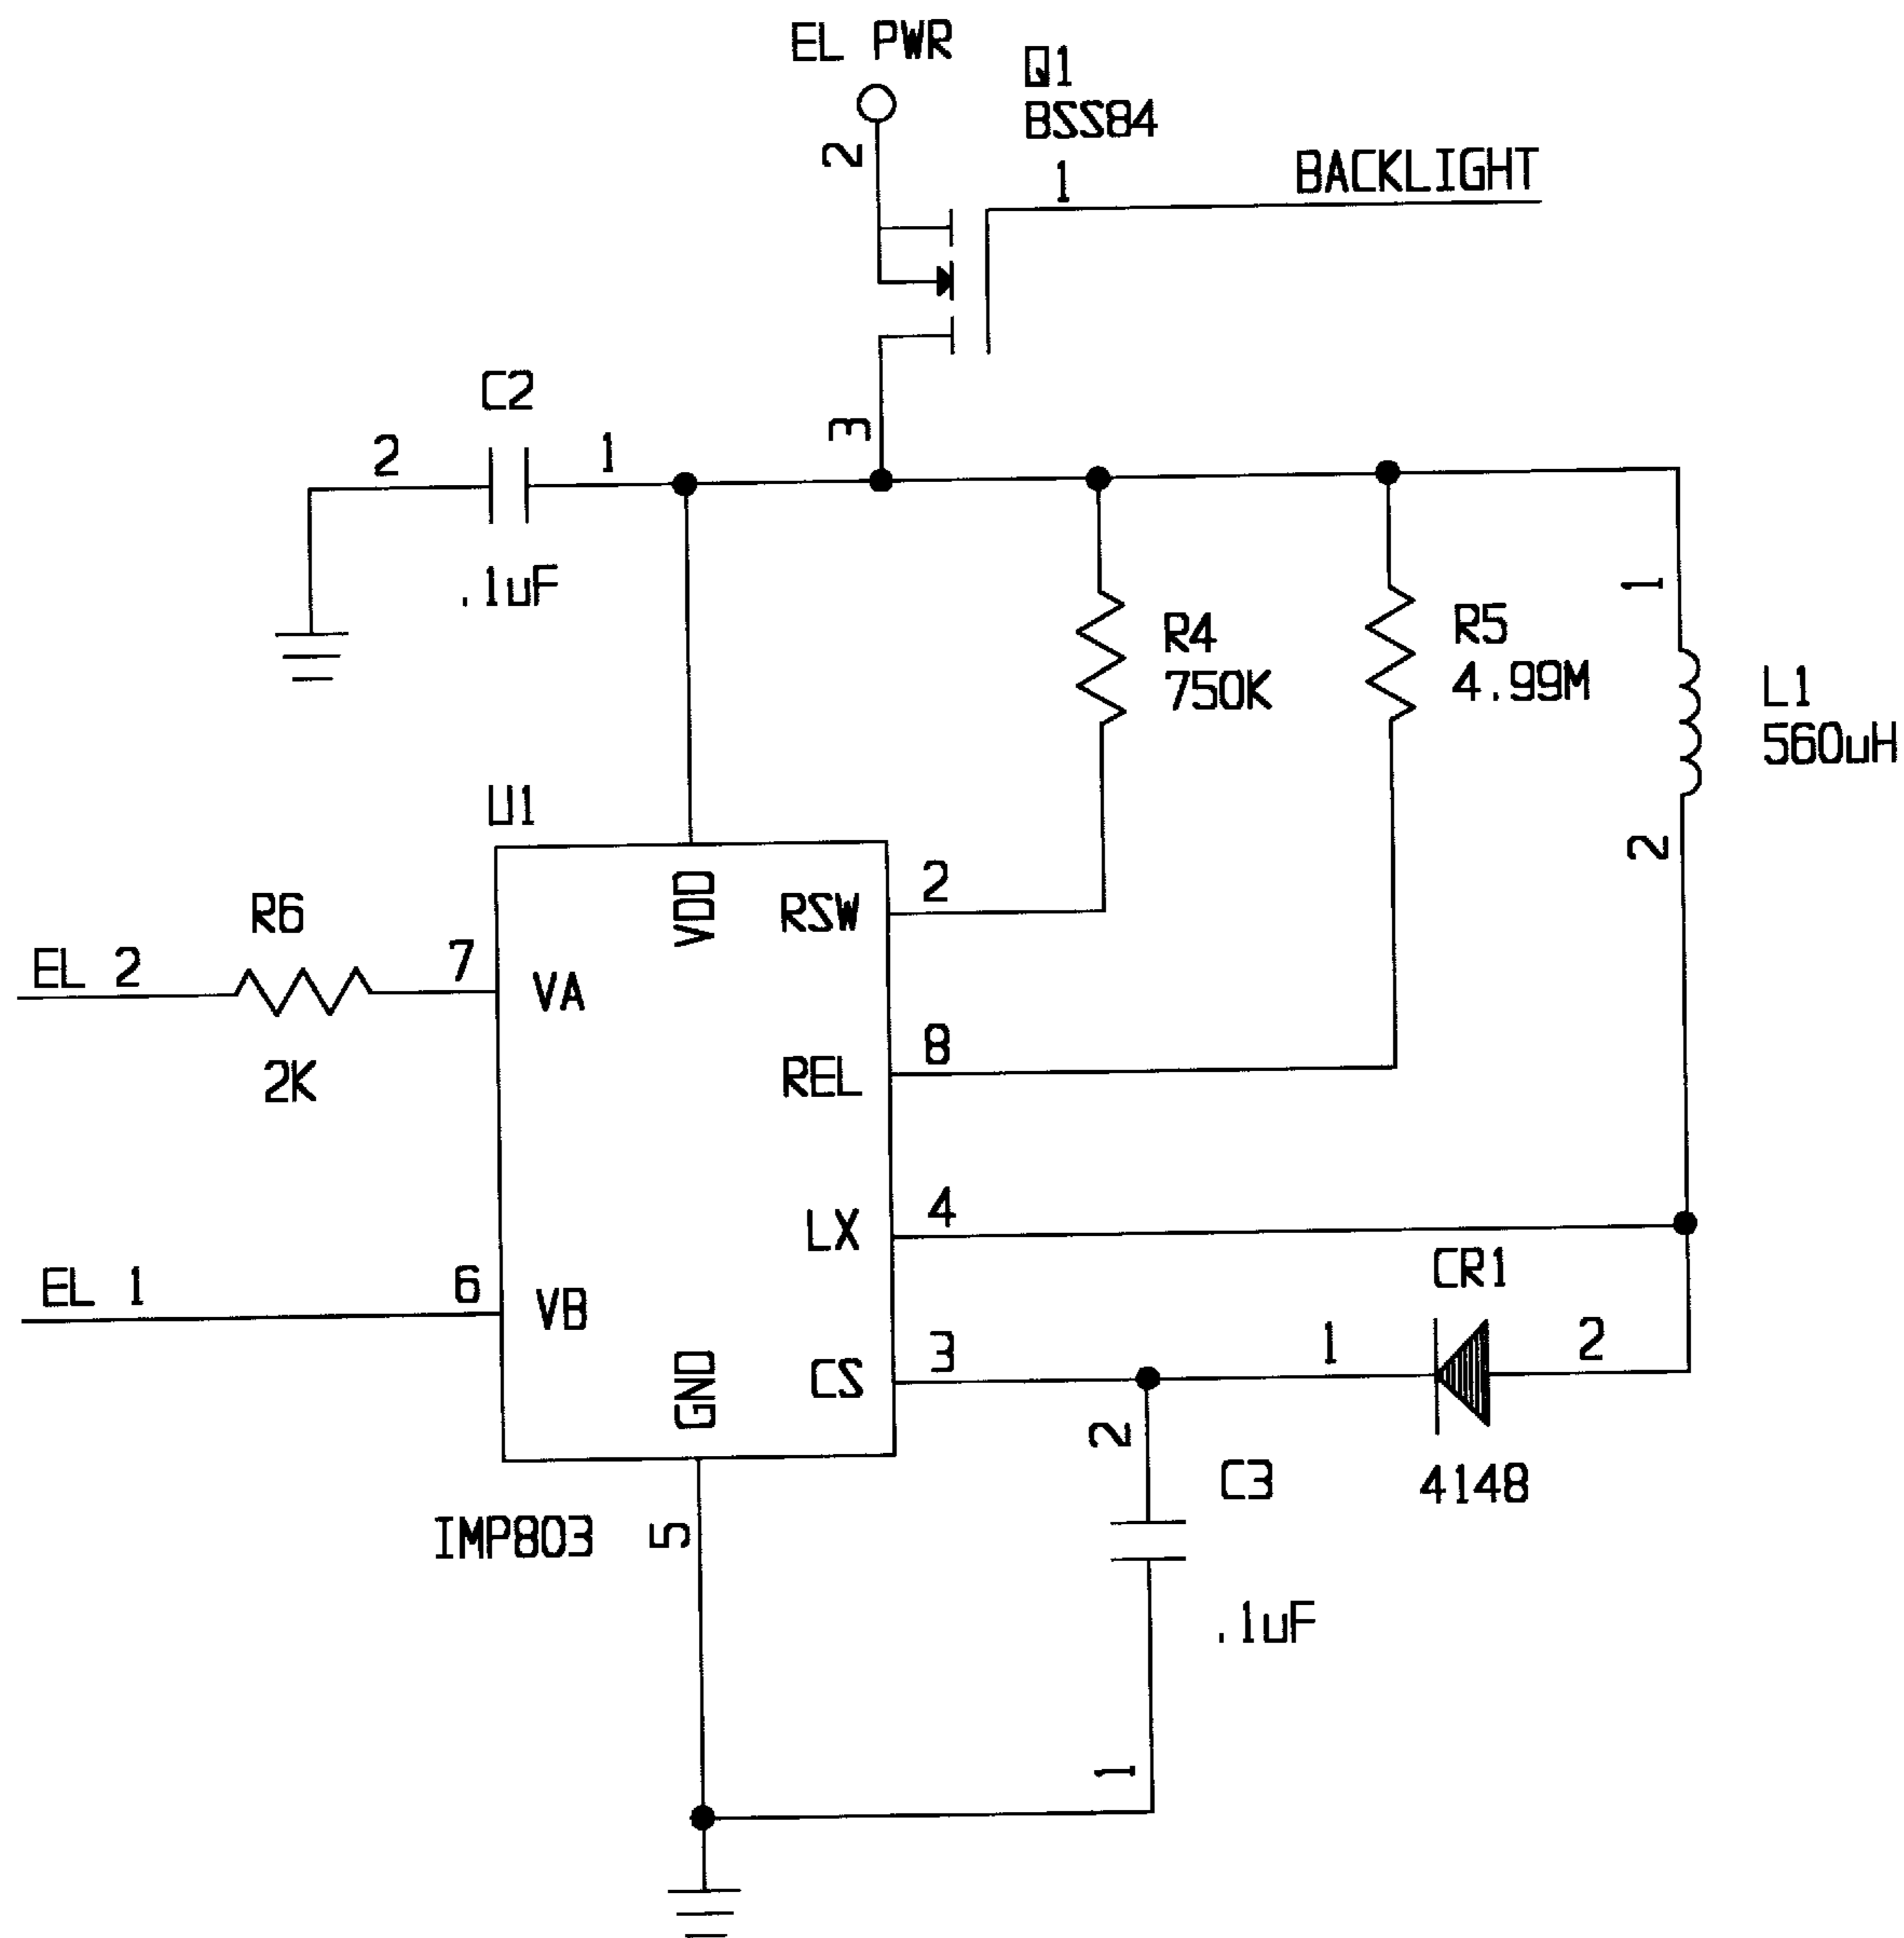 EL PWR
Q1
BSS84
2
1
BACKLIGHT
3
C2
2
1
.1uF
R4
750K
R5
4.99M
1
L1
560uH
2
U1
VDD
RSW
2
R6
EL 2
7
VA
2K
REL
8
LX
4
EL 1
6
VB
CR1
CS
3
1
2
GND
2
C3
4148
IMP803
5
.1uF
1